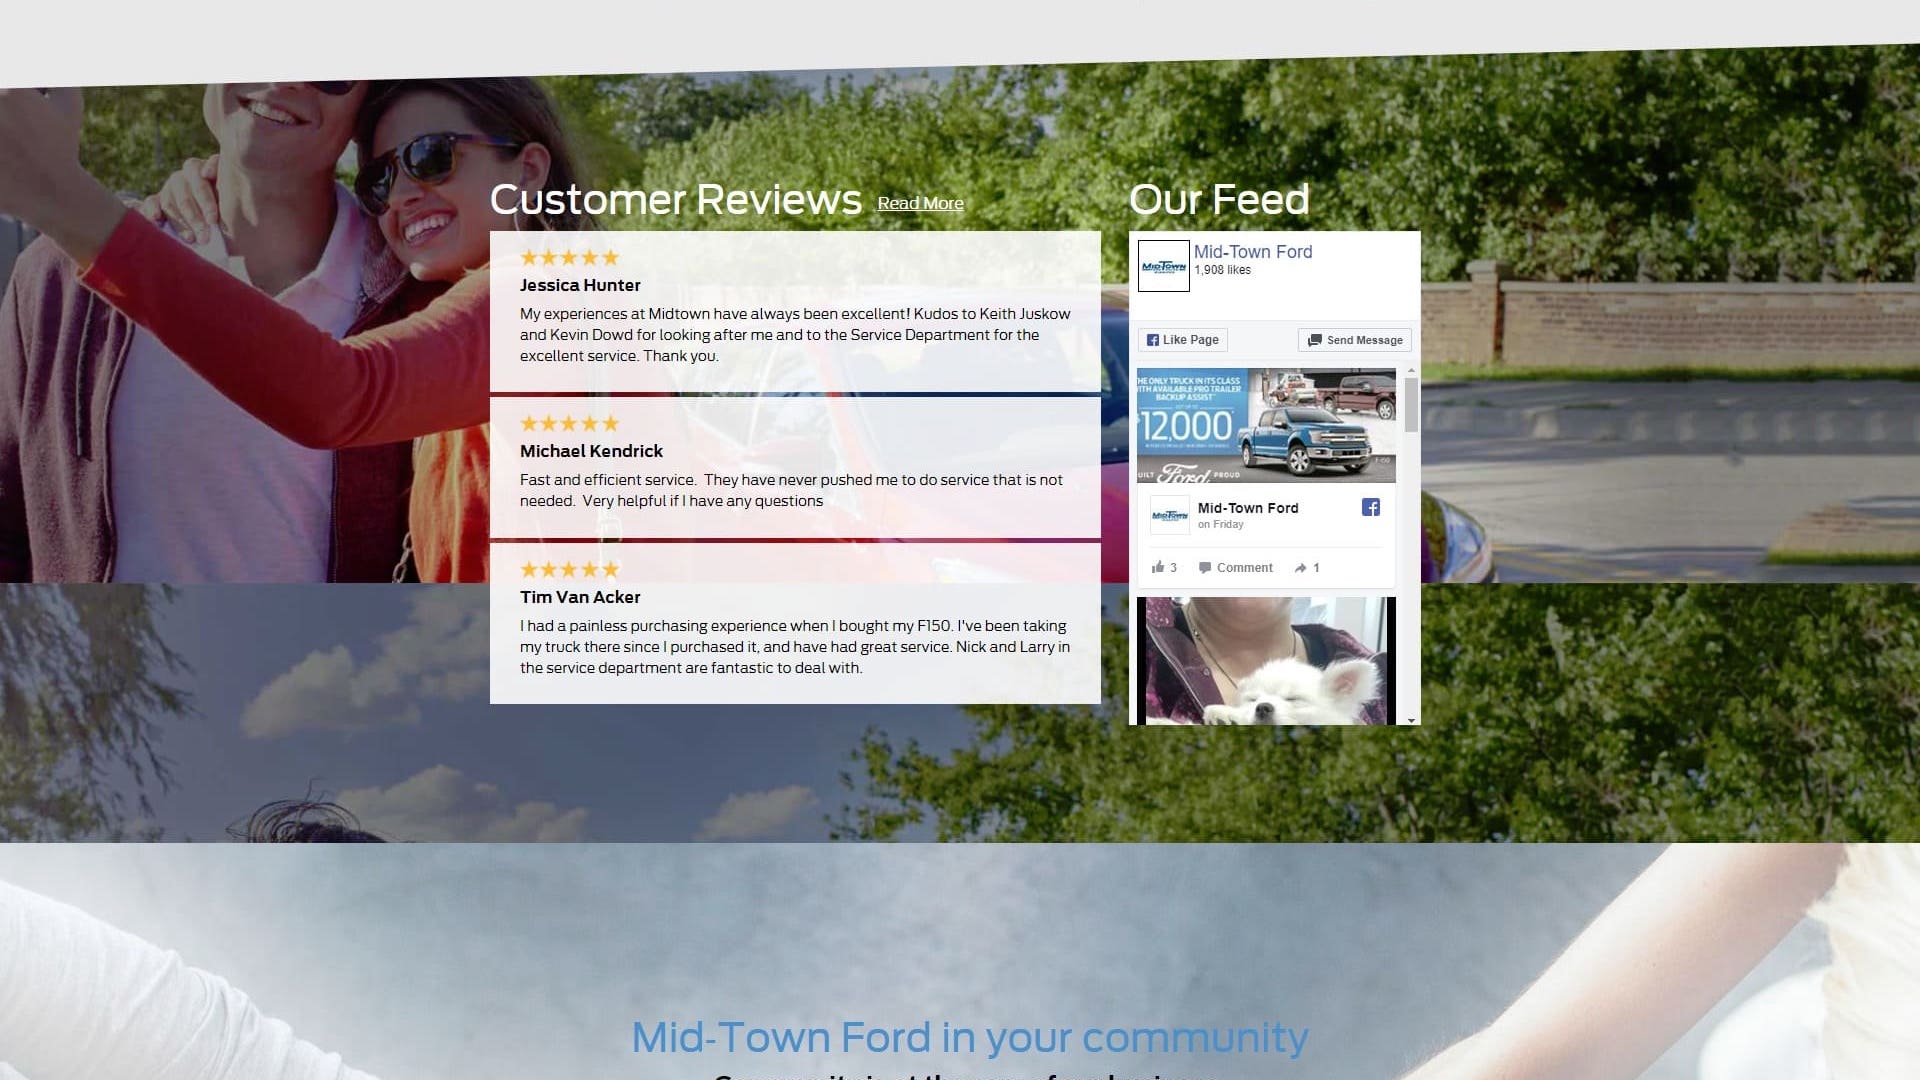 Customer Reviews Read More
Jessica Hunter
My experiences at Midtown have always been excellent! Kudos to Keith Juskow
and Kevin Dowd for looking after me and to the Service Department for the
excellent service. Thank you.
Michael Kendrick
Fast and efficient service.  They have never pushed me to do service that is not
needed.  Very helpful if I have any questions
Tim Van Acker
I had a painless purchasing experience when I bought my F150. I've been taking
my truck there since I purchased it, and have had great service. Nick and Larry in
the service department are fantastic to deal with.
Our Feed
MidTown
Mid-Town Ford
1,908 likes
Like Page
Send Message
HE ONLY TRUCK IN ITS CLASS
WITH AVAILABLE PRO TRAILER
BACKUP ASSIST
$12,000
F-150
UILT Ford PROUD
MidTown
Mid-Town Ford
on Friday
3 Comment 1
Mid-Town Ford in your community